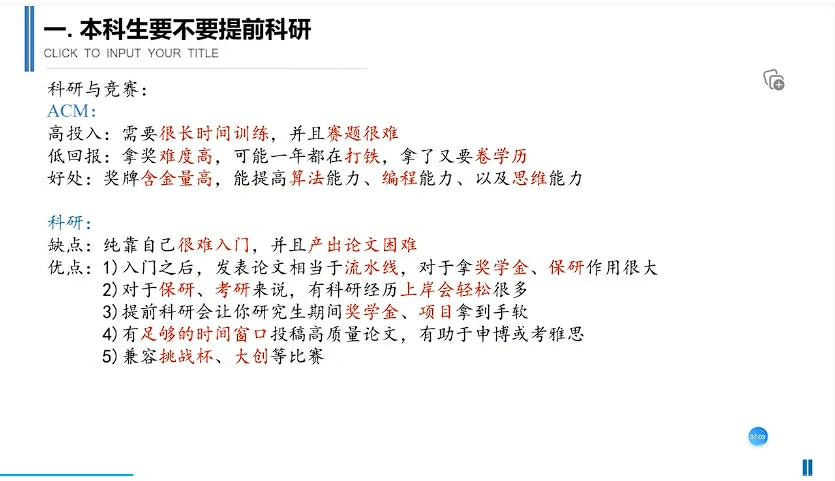 一. 本科生要不要提前科研
CLICK TO INPUT YOUR TITLE
科研与竞赛：
ACM：
高投入：需要很长时间训练，并且赛题很难
低回报：拿奖难度高，可能一年都在打铁，拿了又要卷学历
好处：奖牌含金量高，能提高算法能力、编程能力、以及思维能力
科研：
缺点：纯靠自己很难入门，并且产出论文困难
优点：1)入门之后，发表论文相当于流水线，对于拿奖学金、保研作用很大
2)对于保研、考研来说，有科研经历上岸会轻松很多
3)提前科研会让你研究生期间奖学金、项目拿到手软
4)有足够的时间窗口投稿高质量论文，有助于申博或考雅思
5)兼容挑战杯、大创等比赛
07:09